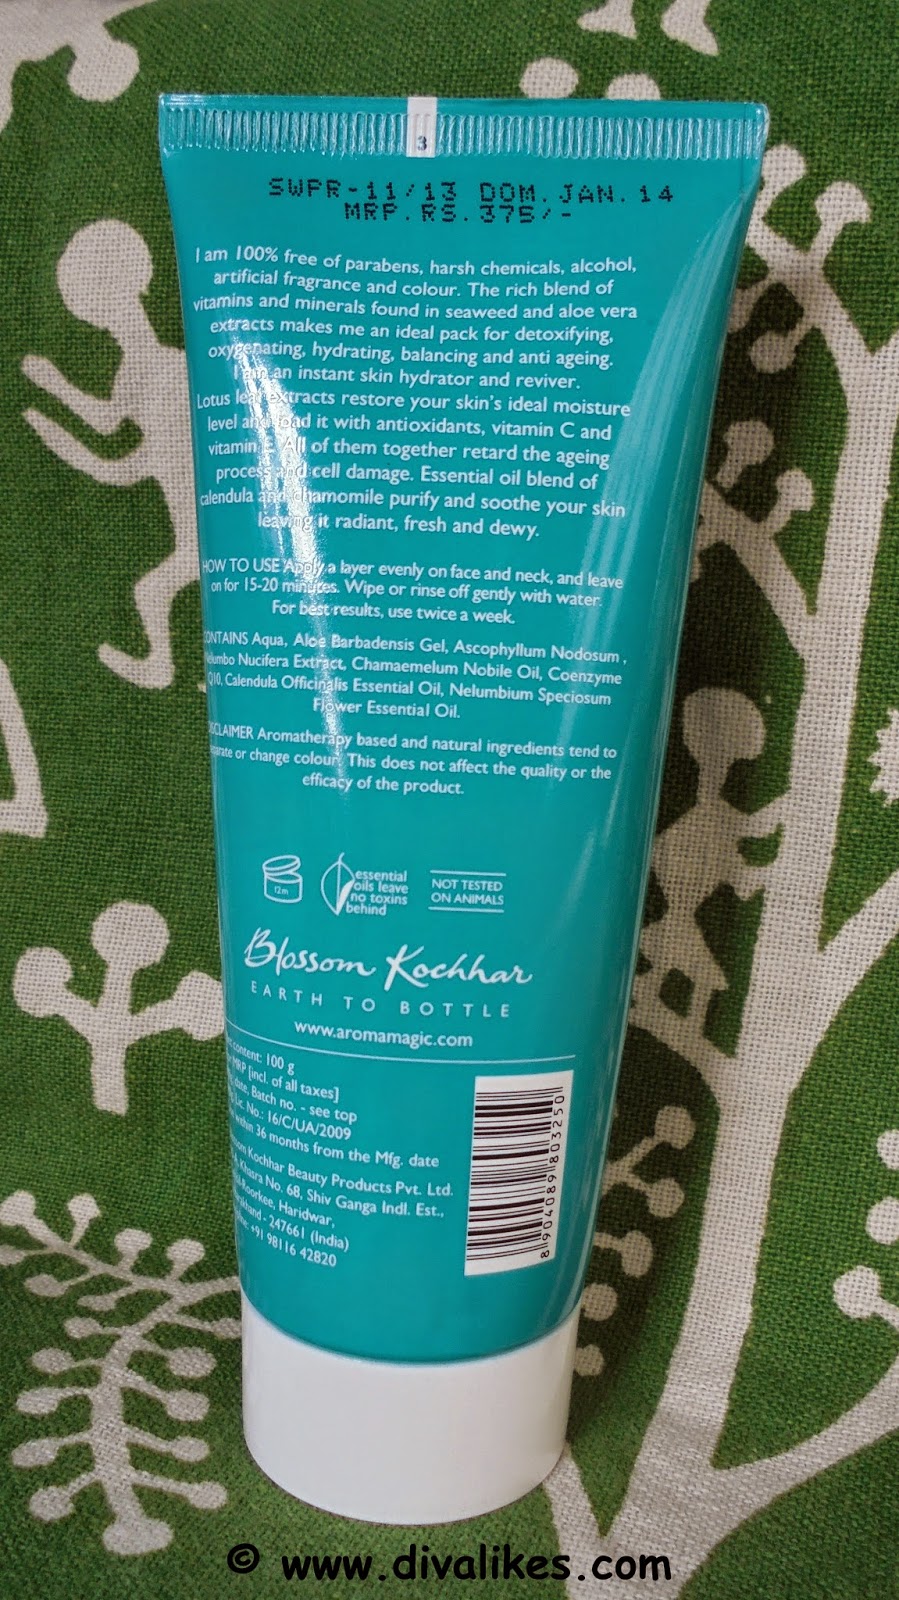 3
SWPR-11/13 DOM.JAN.14
MRP.RS.375/-
I am 100% free of parabens, harsh chemicals, alcohol,
artificial fragrance and colour. The rich blend of
vitamins and minerals found in seaweed and aloe vera
extracts makes me an ideal pack for detoxifying,
oxygenating, hydrating, balancing and anti ageing.
I am an instant skin hydrator and reviver.
Lotus leaf extracts restore your skin's ideal moisture
level and load it with antioxidants, vitamin C and
vitamin All of them together retard the ageing
process and cell damage. Essential oil blend of
calendula and chamomile purify and soothe your skin
leaving it radiant, fresh and dewy.
HOW TO USE Apply a layer evenly on face and neck, and leave
on for 15-20 minutes. Wipe or rinse off gently with water.
For best results, use twice a week.
CONTAINS Aqua, Aloe Barbadensis Gel, Ascophyllum Nodosum ,
Nelumbo Nucifera Extract, Chamaemelum Nobile Oil, Coenzyme
Q10, Calendula Officinalis Essential Oil, Nelumbium Speciosum
Flower Essential Oil.
DISCLAIMER Aromatherapy based and natural ingredients tend to
separate or change colour. This does not affect the quality or the
efficacy of the product.
12m
essential
oils leave
no toxins
behind
NOT TESTED
ON ANIMALS
Blossom Kochhar
EARTH TO BOTTLE
www.aromamagic.com
content: 100 g
MRP [incl. of all taxes]
date, Batch no. - see top
Lic. No.: 16/C/UA/2009
within 36 months from the Mfg. date
Blossom Kochhar Beauty Products Pvt. Ltd.
Khasra No. 68, Shiv Ganga Indl. Est.,
Roorkee, Haridwar,
Uttarakhand - 247661 (India)
+91 98116 42820
8904089803250
© www.divalikes.com